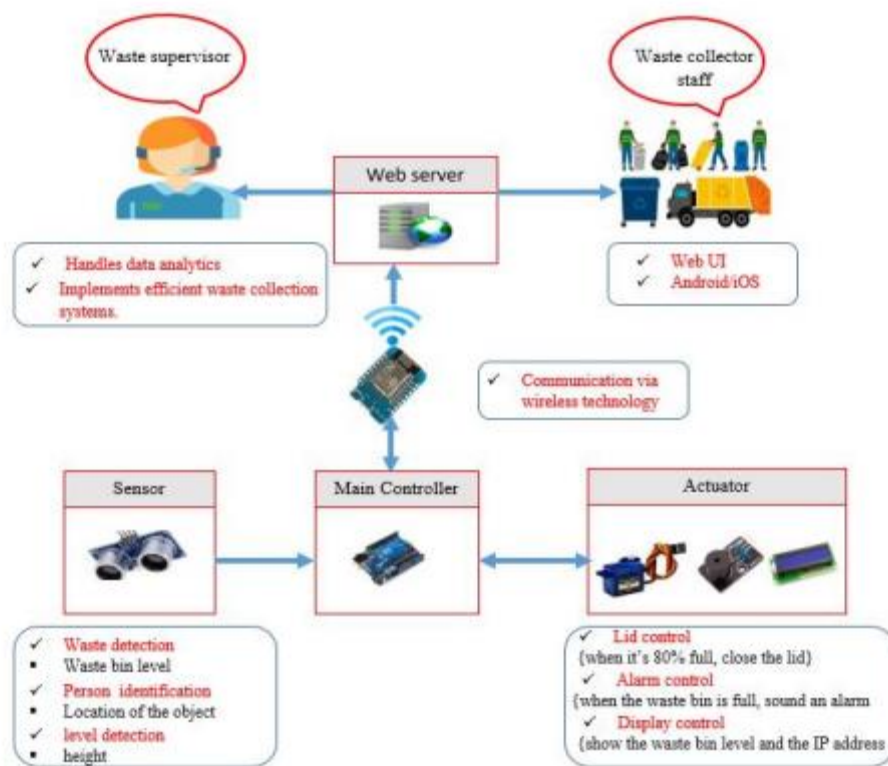 Waste supervisor
Waste collector
staff
Web server
✓ Handles data analytics
✓ Implements efficient waste collection
systems.
✓ Web UI
✓ Android/iOS
✓ Communication via
wireless technology
Sensor
Main Controller
Actuator
✓ Waste detection
▪ Waste bin level
✓ Person identification
▪ Location of the object
✓ level detection
▪ height
✓ Lid control
{when it's 80% full, close the lid}
✓ Alarm control
{when the waste bin is full, sound an alarm
✓ Display control
{show the waste bin level and the IP address